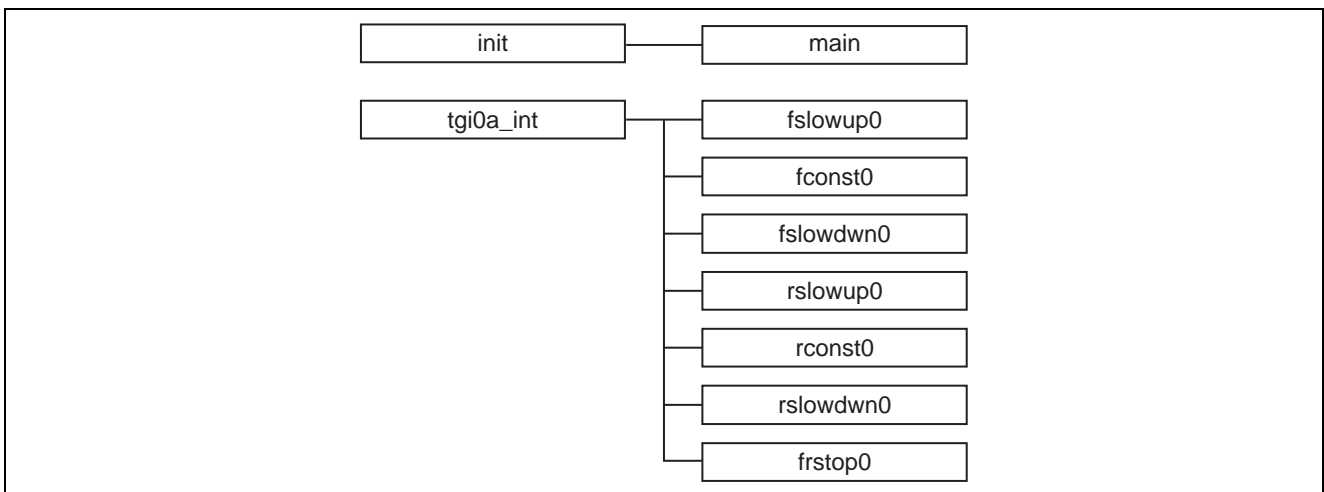 init
main
tgi0a_int
fslowup0
fconst0
fslowdwn0
rslowup0
rconst0
rslowdwn0
frstop0